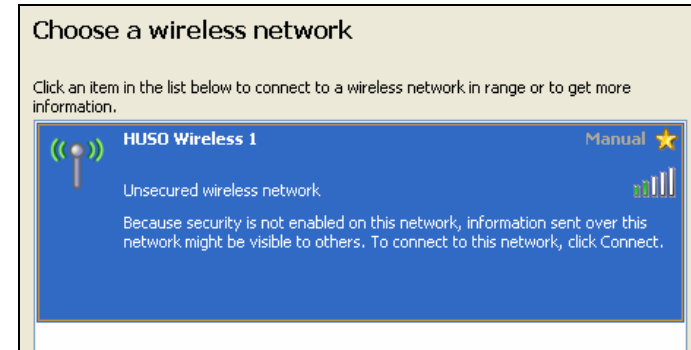 Choose a wireless network
Click an item in the list below to connect to a wireless network in range or to get more
information.
HUSO Wireless 1 Manual
Unsecured wireless network
Because security is not enabled on this network, information sent over this
network might be visible to others. To connect to this network, click Connect.